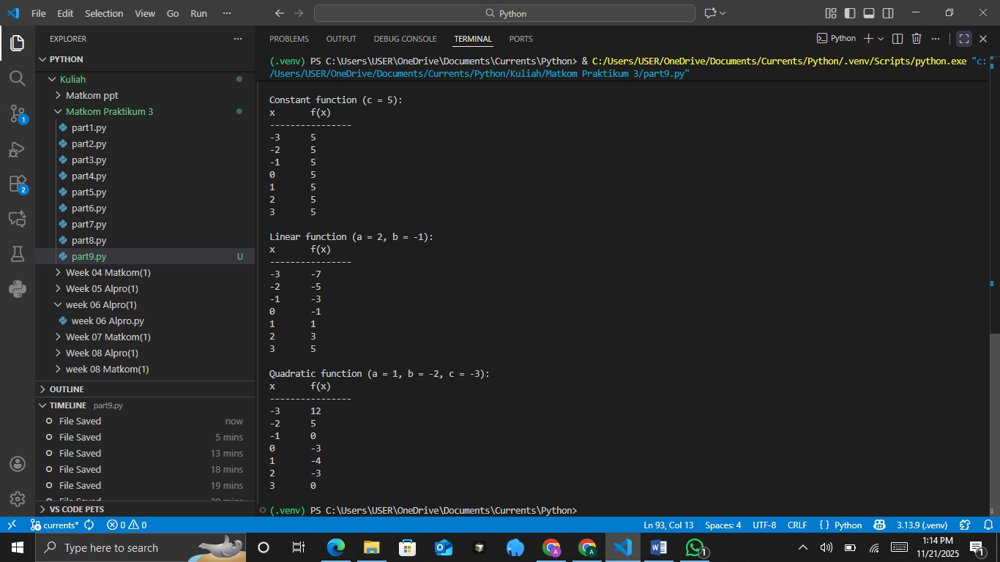 File Edit Selection View Go Run ···
Python
EXPLORER ···
PYTHON
Kuliah
Matkom ppt
Matkom Praktikum 3
part1.py
part2.py
part3.py
part4.py
part5.py
part6.py
part7.py
part8.py
part9.py U
Week 04 Matkom(1)
Week 05 Alpro(1)
week 06 Alpro(1)
week 06 Alpro.py
Week 07 Matkom(1)
Week 08 Alpro(1)
week 08 Matkom(1)
OUTLINE
TIMELINE part9.py
File Saved now
File Saved 5 mins
File Saved 13 mins
File Saved 18 mins
File Saved 19 mins
VS CODE PETS
1
2
PROBLEMS OUTPUT DEBUG CONSOLE TERMINAL PORTS
Python
(.venv) PS C:\Users\USER\OneDrive\Documents\Currents\Python> & C:/Users/USER/OneDrive/Documents/Currents/Python/.venv/Scripts/python.exe "c:
/Users/USER/OneDrive/Documents/Currents/Python/Kuliah/Matkom Praktikum 3/part9.py"
Constant function (c = 5):
x f(x)
----------------
-3 5
-2 5
-1 5
0 5
1 5
2 5
3 5
Linear function (a = 2, b = -1):
x f(x)
----------------
-3 -7
-2 -5
-1 -3
0 -1
1 1
2 3
3 5
Quadratic function (a = 1, b = -2, c = -3):
x f(x)
----------------
-3 12
-2 5
-1 0
0 -3
1 -4
2 -3
3 0
(.venv) PS C:\Users\USER\OneDrive\Documents\Currents\Python>
currents* 0 0 Ln 93, Col 13 Spaces: 4 UTF-8 CRLF { } Python 3.13.9 (.venv)
Type here to search
A
A
1
1:14 PM
11/21/2025
1